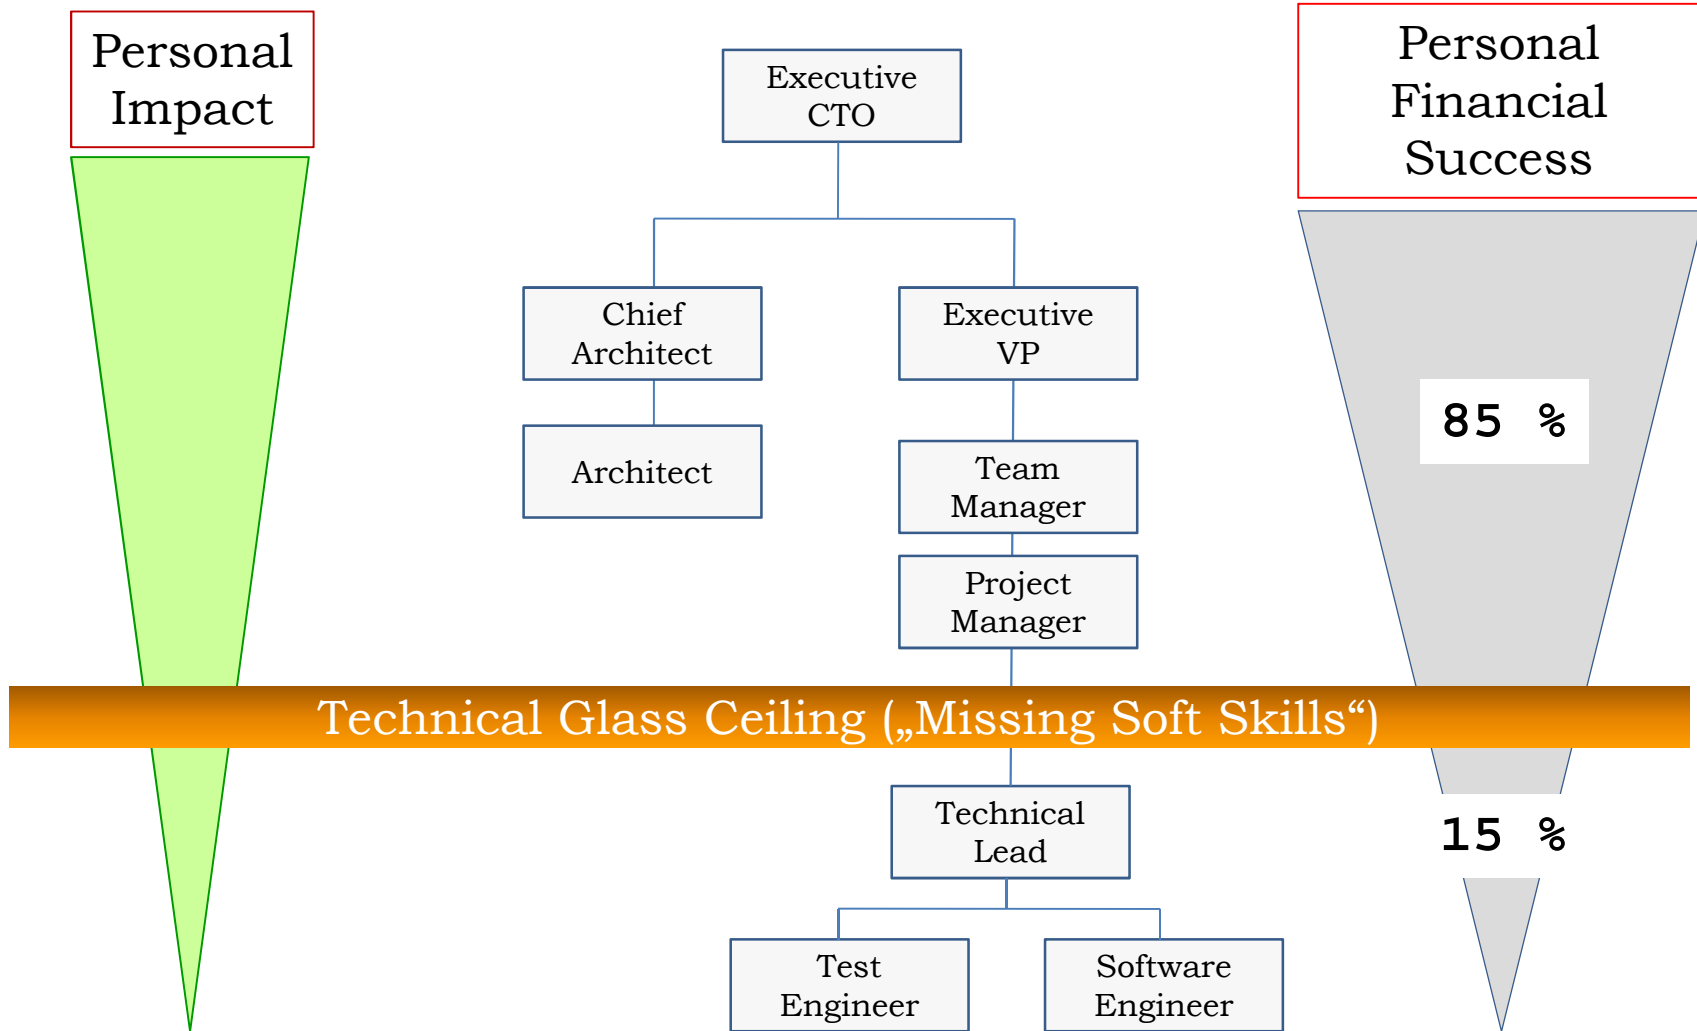 Personal
Impact
Executive
CTO
Personal
Financial
Success
Chief
Architect
Executive
VP
85 %
Architect
Team
Manager
Project
Manager
Technical Glass Ceiling („Missing Soft Skills“)
Technical
Lead
15 %
Test
Engineer
Software
Engineer